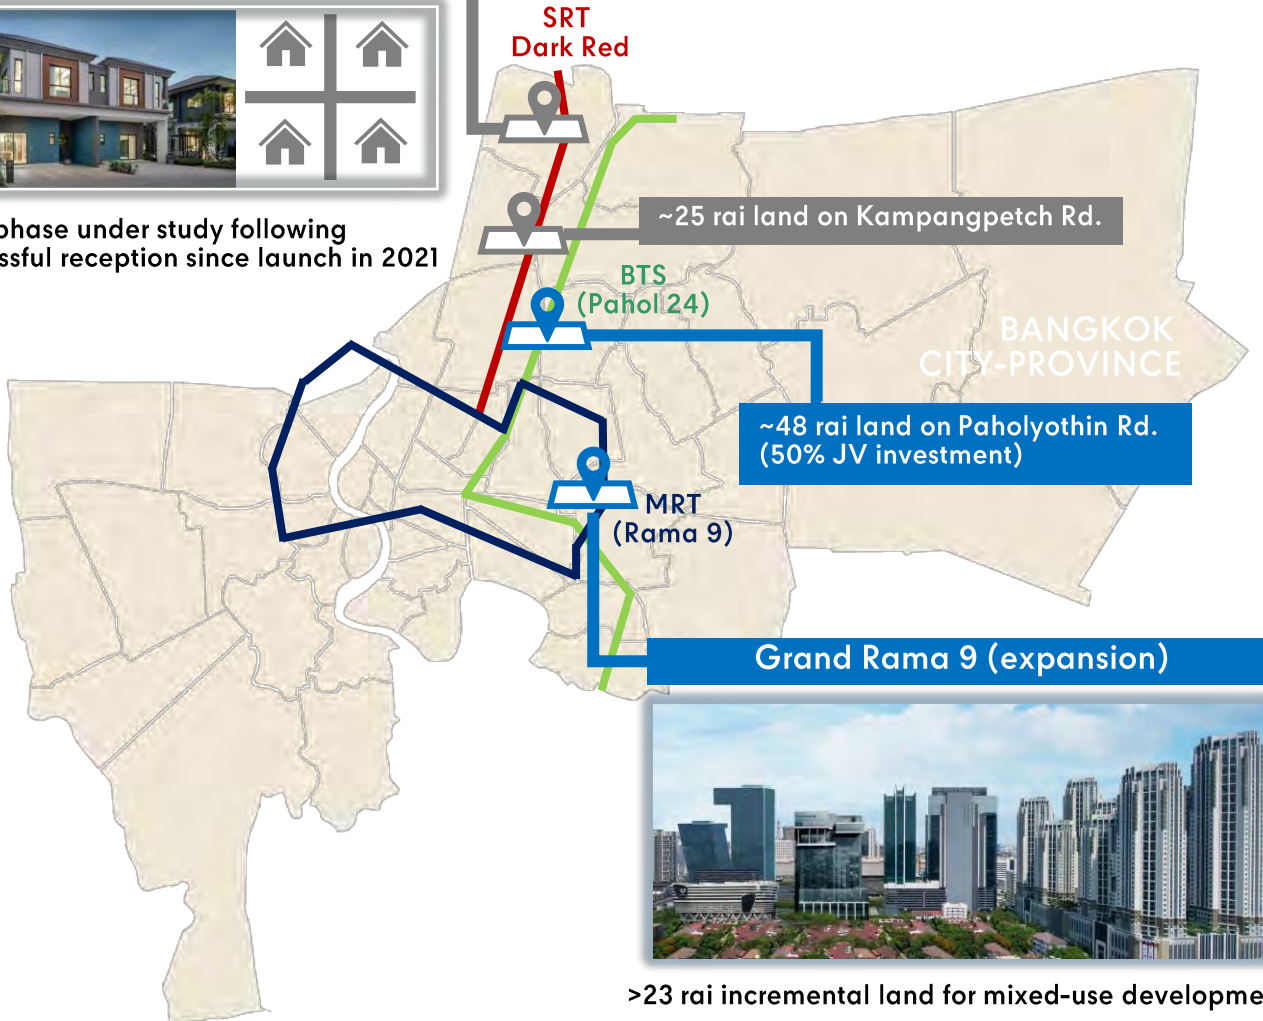 SRT
Dark Red
phase under study following
ssful reception since launch in 2021
~25 rai land on Kampangpetch Rd.
BTS
(Pahol 24)
BANGKOK
CITY-PROVINCE
~48 rai land on Paholyothin Rd.
(50% JV investment)
MRT
(Rama 9)
Grand Rama 9 (expansion)
>23 rai incremental land for mixed-use developme